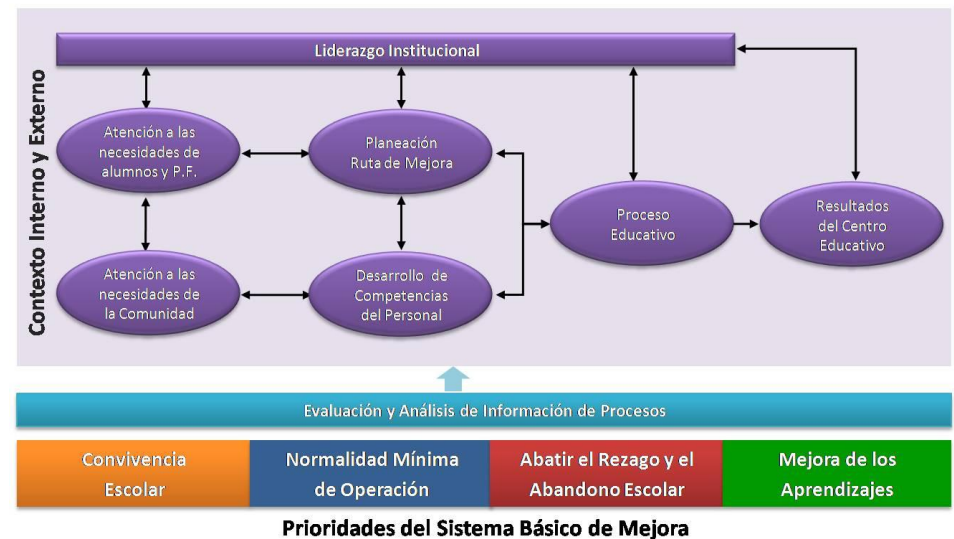 Contexto Interno y Externo
Liderazgo Institucional
Atención a las
necesidades de
alumnos y P.F.
Planeación
Ruta de Mejora
Proceso
Educativo
Resultados
del Centro
Educativo
Atención a las
necesidades de
la Comunidad
Desarrollo de
Competencias
del Personal
Evaluación y Análisis de Información de Procesos
Convivencia
Escolar
Normalidad Mínima
de Operación
Abatir el Rezago y el
Abandono Escolar
Mejora de los
Aprendizajes
Prioridades del Sistema Básico de Mejora